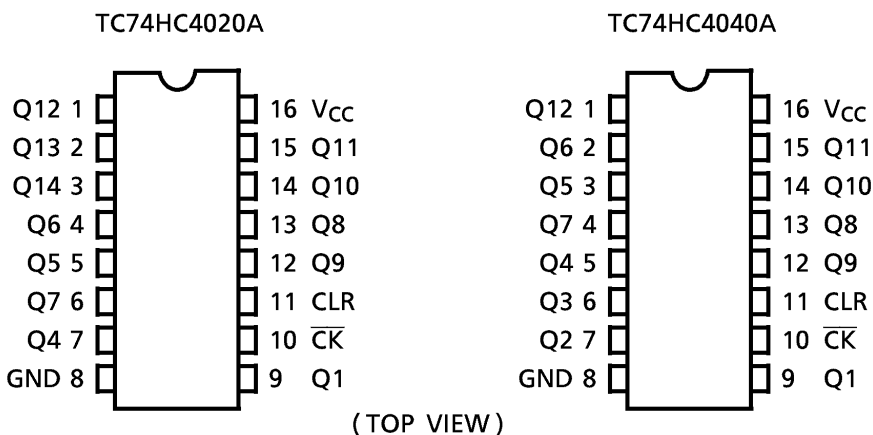 TC74HC4020A TC74HC4040A
Q12 1 16 VCC Q12 1 16 VCC
Q13 2 15 Q11 Q6 2 15 Q11
Q14 3 14 Q10 Q5 3 14 Q10
Q6 4 13 Q8 Q7 4 13 Q8
Q5 5 12 Q9 Q4 5 12 Q9
Q7 6 11 CLR Q3 6 11 CLR
Q4 7 10 C̅K̅ Q2 7 10 C̅K̅
GND 8 9 Q1 GND 8 9 Q1
(TOP VIEW)